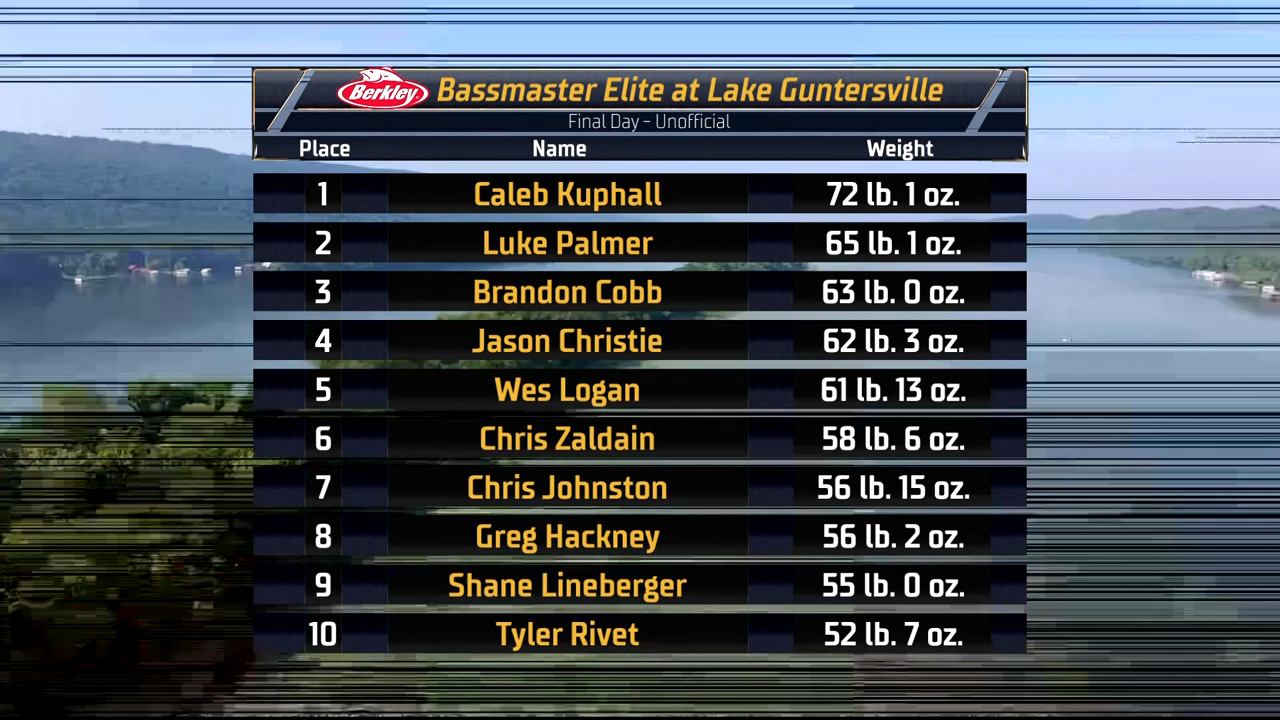 Berkley Bassmaster Elite at Lake Guntersville
Final Day - Unofficial
Place Name Weight
1 Caleb Kuphall 72 lb. 1 oz.
2 Luke Palmer 65 lb. 1 oz.
3 Brandon Cobb 63 lb. 0 oz.
4 Jason Christie 62 lb. 3 oz.
5 Wes Logan 61 lb. 13 oz.
6 Chris Zaldain 58 lb. 6 oz.
7 Chris Johnston 56 lb. 15 oz.
8 Greg Hackney 56 lb. 2 oz.
9 Shane Lineberger 55 lb. 0 oz.
10 Tyler Rivet 52 lb. 7 oz.